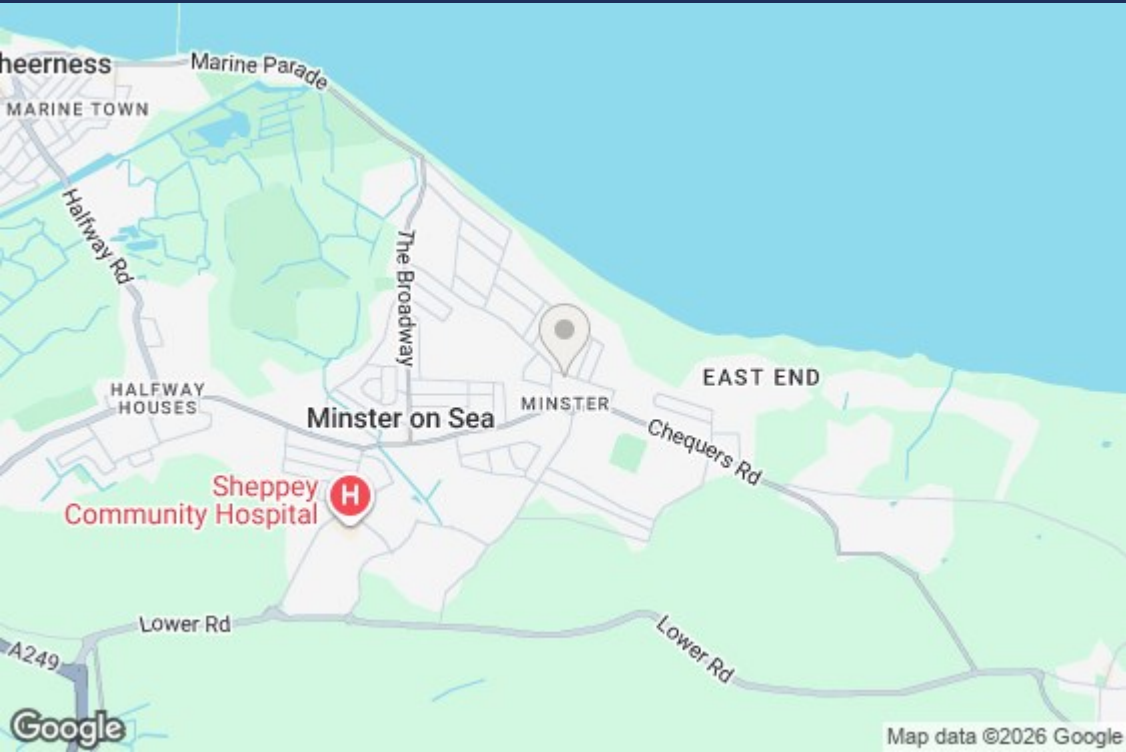 heerness
Marine Parade
MARINE TOWN
Halfway Rd
The Broadway
HALFWAY
HOUSES
Minster on Sea
MINSTER
EAST END
Chequers Rd
Sheppey
Community Hospital
H
Lower Rd
Lower Rd
A249
Google
Map data ©2026 Google